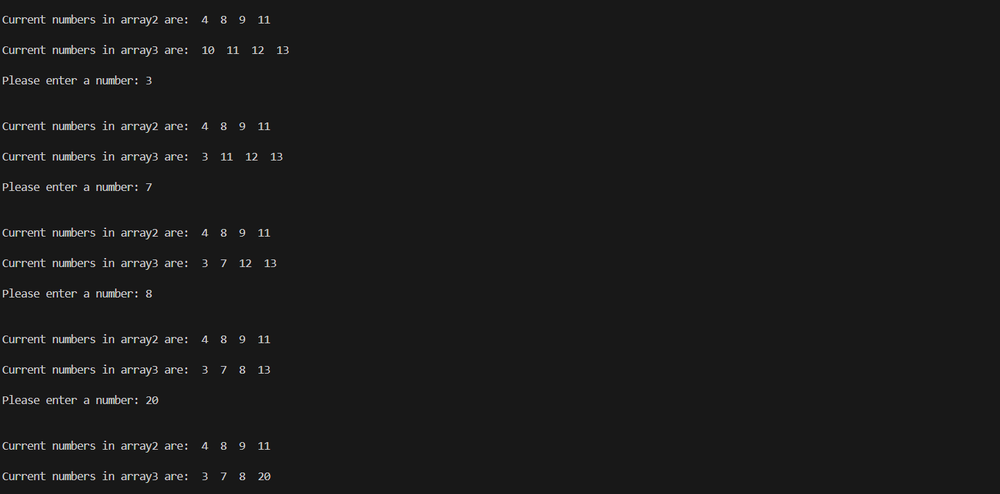 Current numbers in array2 are:  4  8  9  11
Current numbers in array3 are:  10  11  12  13
Please enter a number: 3
Current numbers in array2 are:  4  8  9  11
Current numbers in array3 are:  3  11  12  13
Please enter a number: 7
Current numbers in array2 are:  4  8  9  11
Current numbers in array3 are:  3  7  12  13
Please enter a number: 8
Current numbers in array2 are:  4  8  9  11
Current numbers in array3 are:  3  7  8  13
Please enter a number: 20
Current numbers in array2 are:  4  8  9  11
Current numbers in array3 are:  3  7  8  20